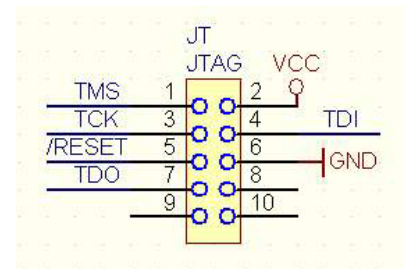 JT
JTAG VCC
TMS 1 2
TCK 3 4 TDI
/RESET 5 6 GND
TDO 7 8
9 10